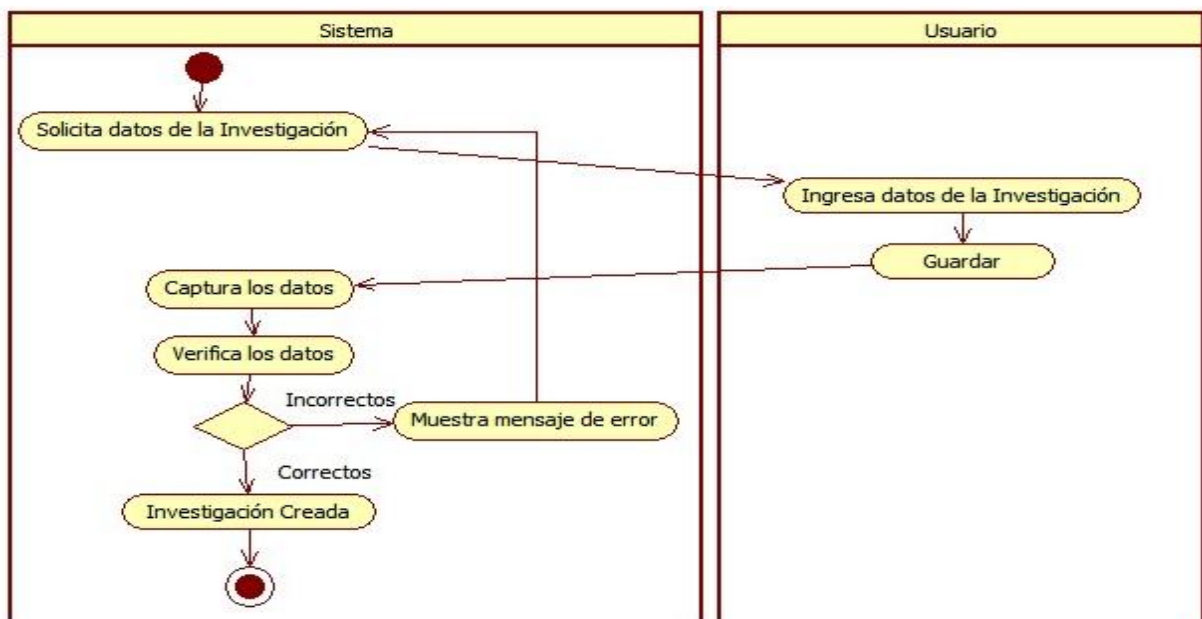 Sistema
Usuario
Solicita datos de la Investigación
Ingresa datos de la Investigación
Guardar
Captura los datos
Verifica los datos
Incorrectos
Muestra mensaje de error
Correctos
Investigación Creada